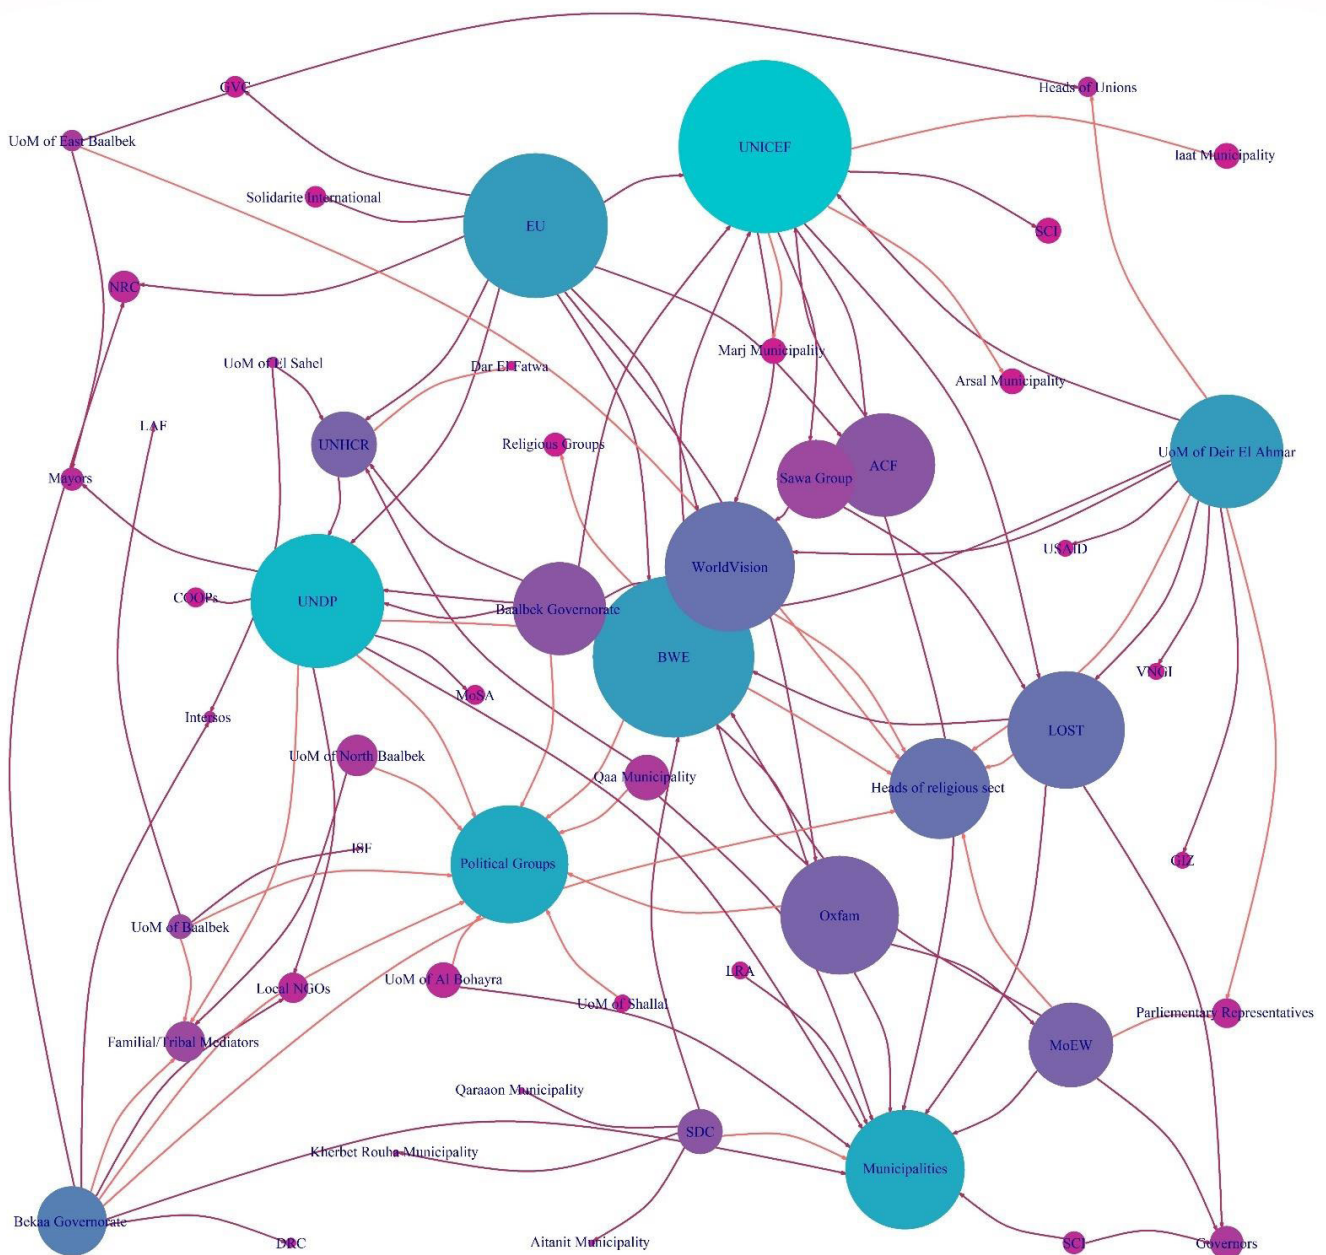 GVC
Heads of Unions
UoM of East Baalbek
UNICEF
Iaat Municipality
Solidarite International
EU
SCI
NRC
Marj Municipality
UoM of El Sahel
Dar El Fatwa
Arsal Municipality
LAF
UNHCR
Religious Groups
UoM of Deir El Ahmar
Mayors
Sawa Group
ACF
USAID
WorldVision
COOPs
UNDP
Baalbek Governorate
BWE
VNGI
MoSA
Intersos
LOST
UoM of North Baalbek
Qaa Municipality
Heads of religious sect
ISF
Political Groups
GIZ
UoM of Baalbek
Oxfam
Local NGOs
UoM of Al Bohayra
LRA
UoM of Shallal
Parliementary Representatives
Familial/Tribal Mediators
MoEW
Qaraaon Municipality
SDC
Kherbet Rouha Municipality
Municipalities
Bekaa Governorate
DRC
Aitanit Municipality
SCI
Governors